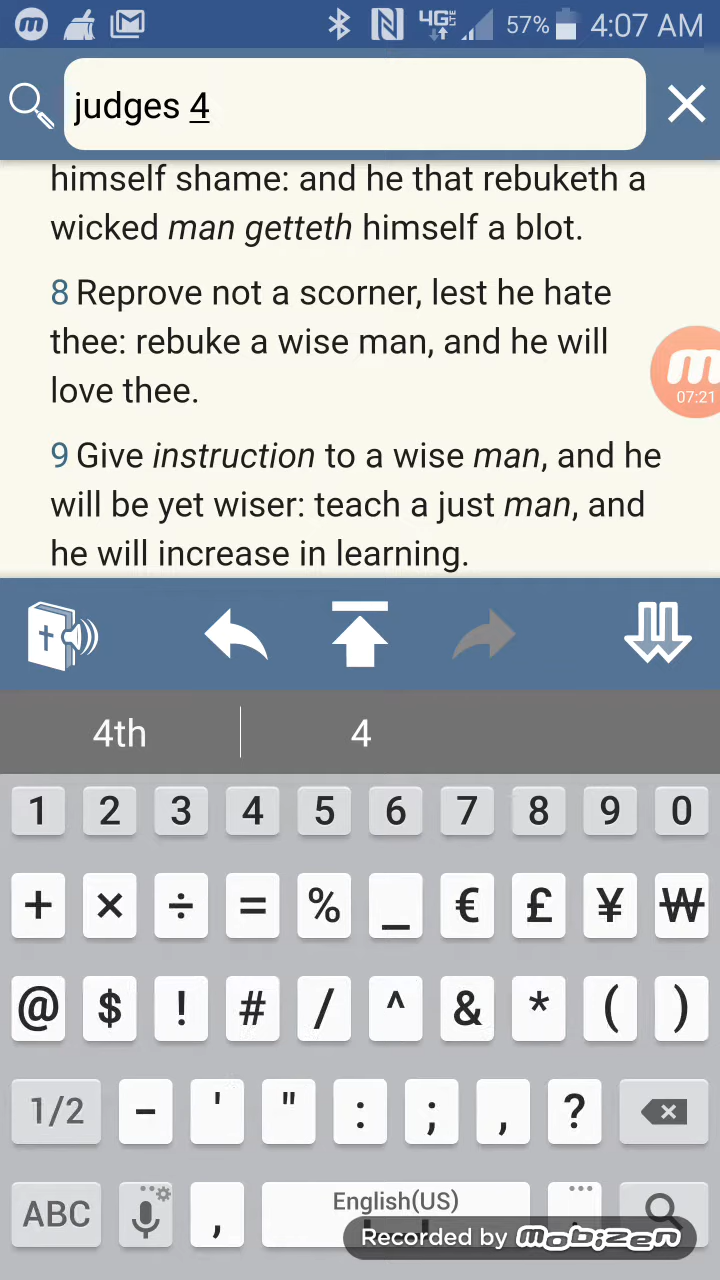 57% 4:07 AM
judges 4
himself shame: and he that rebuketh a
wicked man getteth himself a blot.
8 Reprove not a scorner, lest he hate
thee: rebuke a wise man, and he will
love thee.
07:21
9 Give instruction to a wise man, and he
will be yet wiser: teach a just man, and
he will increase in learning.
4th 4
1 2 3 4 5 6 7 8 9 0
+ × ÷ = % _ € £ ¥ ₩
@ $ ! # / ^ & * ( )
1/2 - ' " : ; , ?
ABC , English(US)
Recorded by mobizen